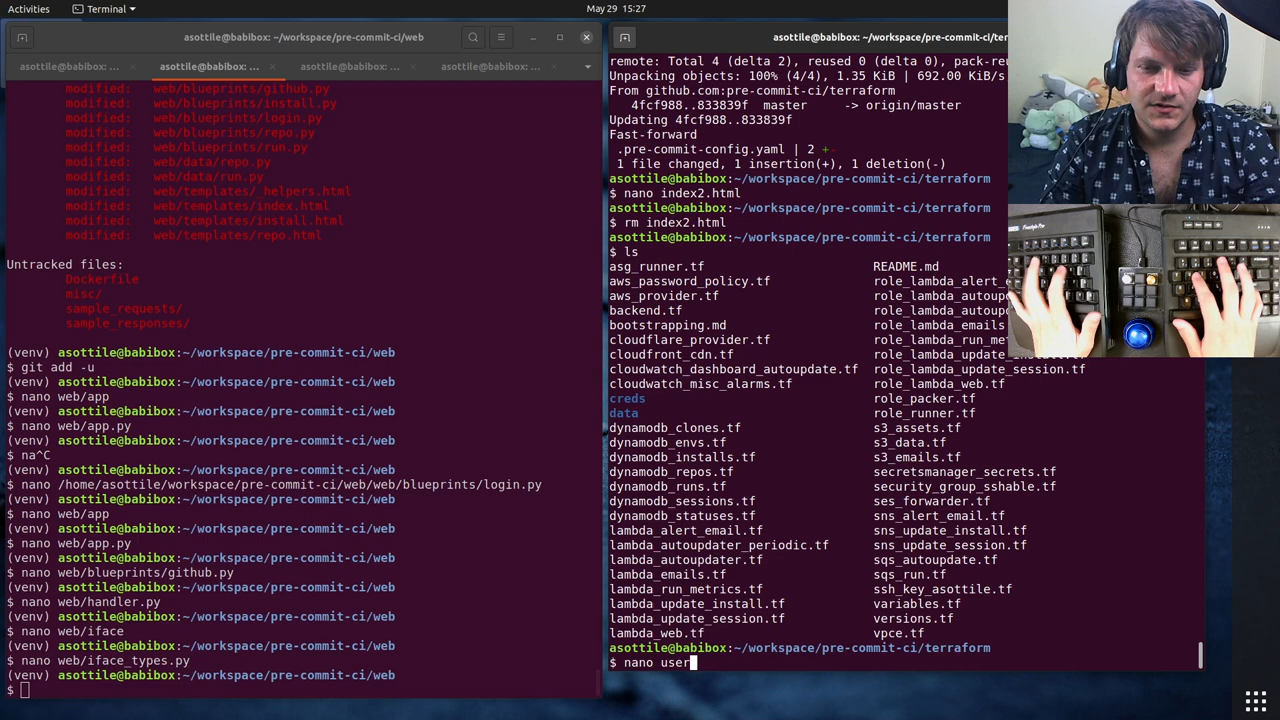 Activities
Terminal
May 29 15:27
asottile@babibox: ~/workspace/pre-commit-ci/web
asottile@babibox: ~/...
asottile@babibox: ...
asottile@babibox: ~/...
asottile@babibox: ~/...
modified: web/blueprints/github.py
modified: web/blueprints/install.py
modified: web/blueprints/login.py
modified: web/blueprints/repo.py
modified: web/blueprints/run.py
modified: web/data/repo.py
modified: web/data/run.py
modified: web/templates/_helpers.html
modified: web/templates/index.html
modified: web/templates/install.html
modified: web/templates/repo.html
Untracked files:
Dockerfile
misc/
sample_requests/
sample_responses/
(venv) asottile@babibox:~/workspace/pre-commit-ci/web
$ git add -u
(venv) asottile@babibox:~/workspace/pre-commit-ci/web
$ nano web/app
(venv) asottile@babibox:~/workspace/pre-commit-ci/web
$ nano web/app.py
(venv) asottile@babibox:~/workspace/pre-commit-ci/web
$ na^C
(venv) asottile@babibox:~/workspace/pre-commit-ci/web
$ nano /home/asottile/workspace/pre-commit-ci/web/web/blueprints/login.py
(venv) asottile@babibox:~/workspace/pre-commit-ci/web
$ nano web/app
(venv) asottile@babibox:~/workspace/pre-commit-ci/web
$ nano web/app.py
(venv) asottile@babibox:~/workspace/pre-commit-ci/web
$ nano web/blueprints/github.py
(venv) asottile@babibox:~/workspace/pre-commit-ci/web
$ nano web/handler.py
(venv) asottile@babibox:~/workspace/pre-commit-ci/web
$ nano web/iface
(venv) asottile@babibox:~/workspace/pre-commit-ci/web
$ nano web/iface_types.py
(venv) asottile@babibox:~/workspace/pre-commit-ci/web
$
asottile@babibox: ~/workspace/pre-commit-ci/ter
remote: Total 4 (delta 2), reused 0 (delta 0), pack-reu
Unpacking objects: 100% (4/4), 1.35 KiB | 692.00 KiB/s
From github.com:pre-commit-ci/terraform
4fcf988..833839f master -> origin/master
Updating 4fcf988..833839f
Fast-forward
.pre-commit-config.yaml | 2 +-
1 file changed, 1 insertion(+), 1 deletion(-)
asottile@babibox:~/workspace/pre-commit-ci/terraform
$ nano index2.html
asottile@babibox:~/workspace/pre-commit-ci/terraform
$ rm index2.html
asottile@babibox:~/workspace/pre-commit-ci/terraform
$ ls
asg_runner.tf README.md
aws_password_policy.tf role_lambda_alert_e
aws_provider.tf role_lambda_autoup
backend.tf role_lambda_autoup
bootstrapping.md role_lambda_emails
cloudflare_provider.tf role_lambda_run_met
cloudfront_cdn.tf role_lambda_update_install.tf
cloudwatch_dashboard_autoupdate.tf role_lambda_update_session.tf
cloudwatch_misc_alarms.tf role_lambda_web.tf
creds role_packer.tf
data role_runner.tf
dynamodb_clones.tf s3_assets.tf
dynamodb_envs.tf s3_data.tf
dynamodb_installs.tf s3_emails.tf
dynamodb_repos.tf secretsmanager_secrets.tf
dynamodb_runs.tf security_group_sshable.tf
dynamodb_sessions.tf ses_forwarder.tf
dynamodb_statuses.tf sns_alert_email.tf
lambda_alert_email.tf sns_update_install.tf
lambda_autoupdater_periodic.tf sns_update_session.tf
lambda_autoupdater.tf sqs_autoupdate.tf
lambda_emails.tf sqs_run.tf
lambda_run_metrics.tf ssh_key_asottile.tf
lambda_update_install.tf variables.tf
lambda_update_session.tf versions.tf
lambda_web.tf vpce.tf
asottile@babibox:~/workspace/pre-commit-ci/terraform
$ nano user